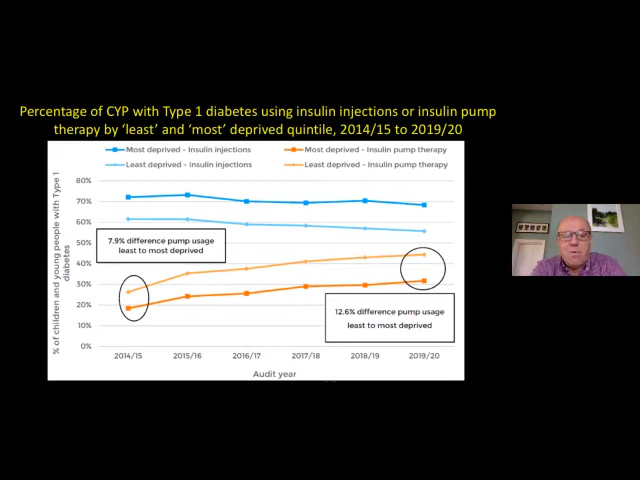 Percentage of CYP with Type 1 diabetes using insulin injections or insulin pump
therapy by ‘least’ and ‘most’ deprived quintile, 2014/15 to 2019/20
Most deprived – Insulin injections
Most deprived – Insulin pump therapy
Least deprived – Insulin injections
Least deprived – Insulin pump therapy
% of children and young people with Type 1
diabetes
80%
70%
60%
50%
40%
30%
20%
10%
0%
7.9% difference pump usage
least to most deprived
12.6% difference pump usage
least to most deprived
2014/15
2015/16
2016/17
2017/18
2018/19
2019/20
Audit year